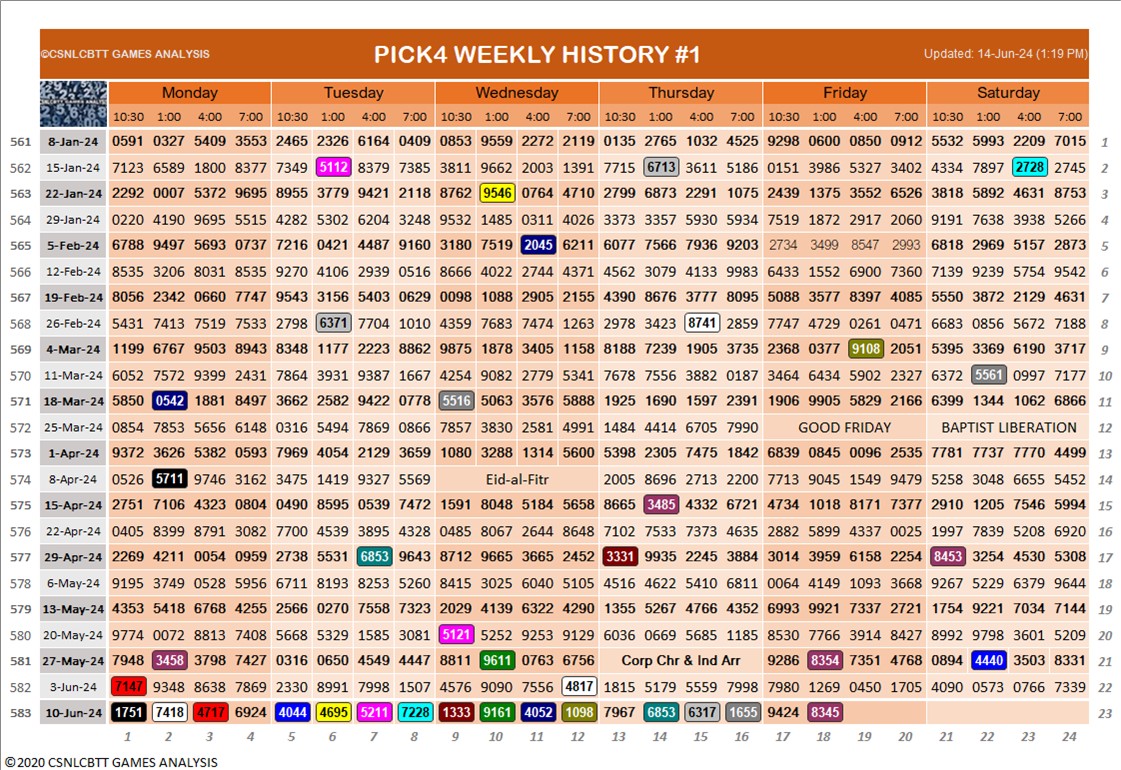 ©CSNLCBTT GAMES ANALYSIS PICK4 WEEKLY HISTORY #1 Updated: 14-Jun-24 (1:19 PM)
Monday Tuesday Wednesday Thursday Friday Saturday
10:30 1:00 4:00 7:00 10:30 1:00 4:00 7:00 10:30 1:00 4:00 7:00 10:30 1:00 4:00 7:00 10:30 1:00 4:00 7:00 10:30 1:00 4:00 7:00
561 8-Jan-24 0591 0327 5409 3553 2465 2326 6164 0409 0853 9559 2272 2119 0135 2765 1032 4525 9298 0600 0850 0912 5532 5993 2209 7015 1
562 15-Jan-24 7123 6589 1800 8377 7349 5112 8379 7385 3811 9662 2003 1391 7715 6713 3611 5186 0151 3986 5327 3402 4334 7897 2728 2745 2
563 22-Jan-24 2292 0007 5372 9695 8955 3779 9421 2118 8762 9546 0764 4710 2799 6873 2291 1075 2439 1375 3552 6526 3818 5892 4631 8753 3
564 29-Jan-24 0220 4190 9695 5515 4282 5302 6204 3248 9532 1485 0311 4026 3373 3357 5930 5934 7519 1872 2917 2060 9191 7638 3938 5266 4
565 5-Feb-24 6788 9497 5693 0737 7216 0421 4487 9160 3180 7519 2045 6211 6077 7566 7936 9203 2734 3499 8547 2993 6818 2969 5157 2873 5
566 12-Feb-24 8535 3206 8031 8535 9270 4106 2939 0516 8666 4022 2744 4371 4562 3079 4133 9983 6433 1552 6900 7360 7139 9239 5754 9542 6
567 19-Feb-24 8056 2342 0660 7747 9543 3156 5403 0629 0098 1088 2905 2155 4390 8676 3777 8095 5088 3577 8397 4085 5550 3872 2129 4631 7
568 26-Feb-24 5431 7413 7519 7533 2798 6371 7704 1010 4359 7683 7474 1263 2978 3423 8741 2859 7747 4729 0261 0471 6683 0856 5672 7188 8
569 4-Mar-24 1199 6767 9503 8943 8348 1177 2223 8862 9875 1878 3405 1158 8188 7239 1905 3735 2368 0377 9108 2051 5395 3369 6190 3717 9
570 11-Mar-24 6052 7572 9399 2431 7864 3931 9387 1667 4254 9082 2779 5341 7678 7556 3882 0187 3464 6434 5902 2327 6372 5561 0997 7177 10
571 18-Mar-24 5850 0542 1881 8497 3662 2582 9422 0778 5516 5063 3576 5888 1925 1690 1597 2391 1906 9905 5829 2166 6399 1344 1062 6866 11
572 25-Mar-24 0854 7853 5656 6148 0316 5494 7869 0866 7857 3830 2581 4991 1484 4414 6705 7990 GOOD FRIDAY BAPTIST LIBERATION 12
573 1-Apr-24 9372 3626 5382 0593 7969 4054 2129 3659 1080 3288 1314 5600 5398 2305 7475 1842 6839 0845 0096 2535 7781 7737 7770 4499 13
574 8-Apr-24 0526 5711 9746 3162 3475 1419 9327 5569 Eid-al-Fitr 2005 8696 2713 2200 7713 9045 1549 9479 5258 3048 6655 5452 14
575 15-Apr-24 2751 7106 4323 0804 0490 8595 0539 7472 1591 8048 5184 5658 8665 3485 4332 6721 4734 1018 8171 7377 2910 1205 7546 5994 15
576 22-Apr-24 0405 8399 8791 3082 7700 4539 3895 4328 0485 8067 2644 8648 7102 7533 7373 4635 2882 5899 4337 0025 1997 7839 5208 6920 16
577 29-Apr-24 2269 4211 0054 0959 2738 5531 6853 9643 8712 9665 3665 2452 3331 9935 2245 3884 3014 3959 6158 2254 8453 3254 4530 5308 17
578 6-May-24 9195 3749 0528 5956 6711 8193 8253 5260 8415 3025 6040 5105 4516 4622 5410 6811 0064 4149 1093 3668 9267 5229 6379 9644 18
579 13-May-24 4353 5418 6768 4255 2566 0270 7558 7323 2029 4139 6322 4290 1355 5267 4766 4352 6993 9921 7337 2721 1754 9221 7034 7144 19
580 20-May-24 9774 0072 8813 7408 5668 5329 1585 3081 5121 5252 9253 9129 6036 0669 5685 1185 8530 7766 3914 8427 8992 9798 3601 5209 20
581 27-May-24 7948 3458 3798 7427 0316 0650 4549 4447 8811 9611 0763 6756 Corp Chr & Ind Arr 9286 8354 7351 4768 0894 4440 3503 8331 21
582 3-Jun-24 7147 9348 8638 7869 2330 8991 7998 1507 4576 9090 7556 4817 1815 5179 5559 7998 7980 1268 0450 1705 4090 0573 0766 7339 22
583 10-Jun-24 1751 7418 4717 6924 4044 4695 5211 7228 1333 9161 4052 1098 7967 6853 6317 1655 9424 8345 23
1 2 3 4 5 6 7 8 9 10 11 12 13 14 15 16 17 18 19 20 21 22 23 24
©2020 CSNLCBTT GAMES ANALYSIS